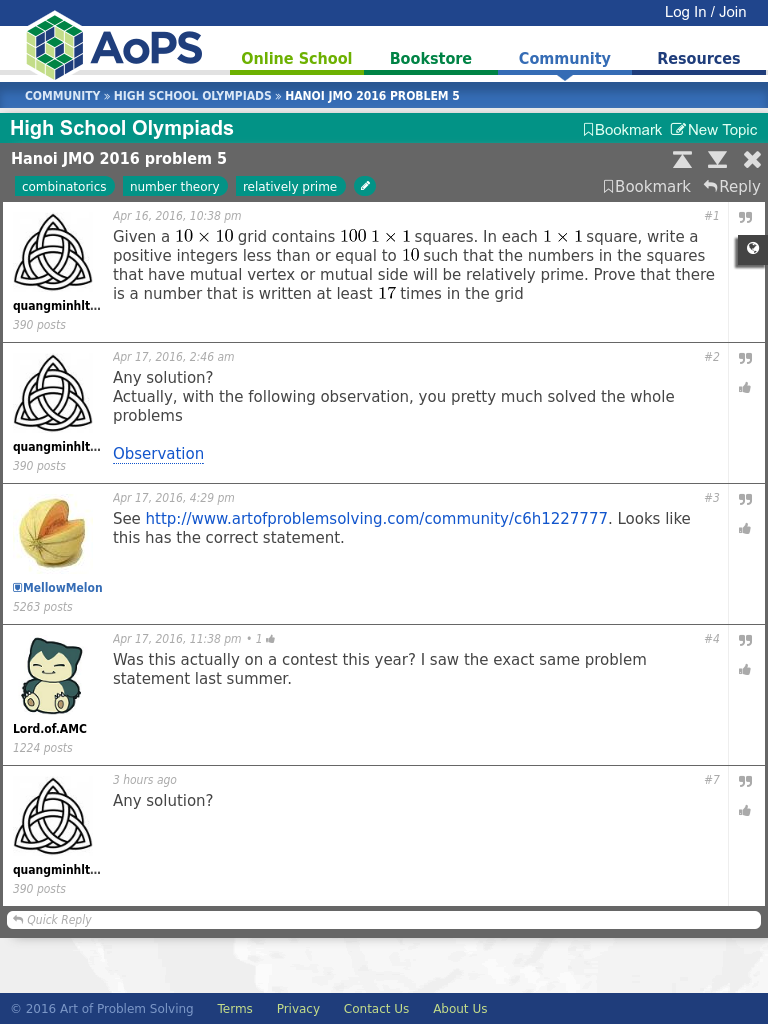 Log In / Join
AoPS
Online School Bookstore Community Resources
COMMUNITY » HIGH SCHOOL OLYMPIADS » HANOI JMO 2016 PROBLEM 5
High School Olympiads Bookmark New Topic
Hanoi JMO 2016 problem 5
combinatorics number theory relatively prime Bookmark Reply
Apr 16, 2016, 10:38 pm #1
Given a 10 × 10 grid contains 100 1 × 1 squares. In each 1 × 1 square, write a
positive integers less than or equal to 10 such that the numbers in the squares
that have mutual vertex or mutual side will be relatively prime. Prove that there
is a number that is written at least 17 times in the grid
quangminhlt...
390 posts
Apr 17, 2016, 2:46 am #2
Any solution?
Actually, with the following observation, you pretty much solved the whole
problems
Observation
quangminhlt...
390 posts
Apr 17, 2016, 4:29 pm #3
See http://www.artofproblemsolving.com/community/c6h1227777. Looks like
this has the correct statement.
MellowMelon
5263 posts
Apr 17, 2016, 11:38 pm • 1 #4
Was this actually on a contest this year? I saw the exact same problem
statement last summer.
Lord.of.AMC
1224 posts
3 hours ago #7
Any solution?
quangminhlt...
390 posts
Quick Reply
© 2016 Art of Problem Solving Terms Privacy Contact Us About Us